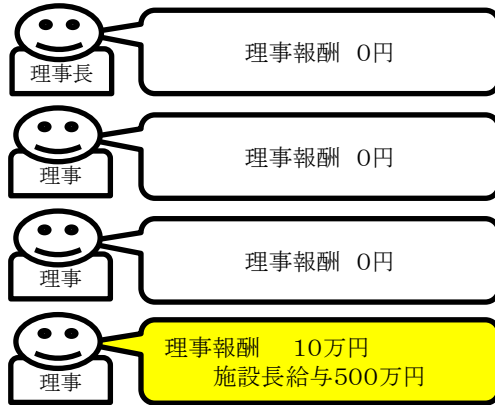 理事長
理事報酬 0円
理事
理事報酬 0円
理事
理事報酬 0円
理事
理事報酬 10万円
施設長給与500万円